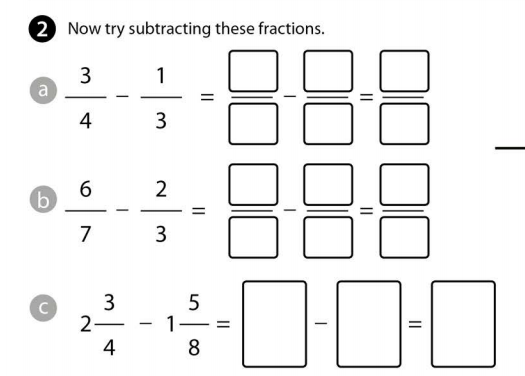 2 Now try subtracting these fractions.
a 3/4 − 1/3 = − =
b 6/7 − 2/3 = − =
c 2 3/4 − 1 5/8 = − =